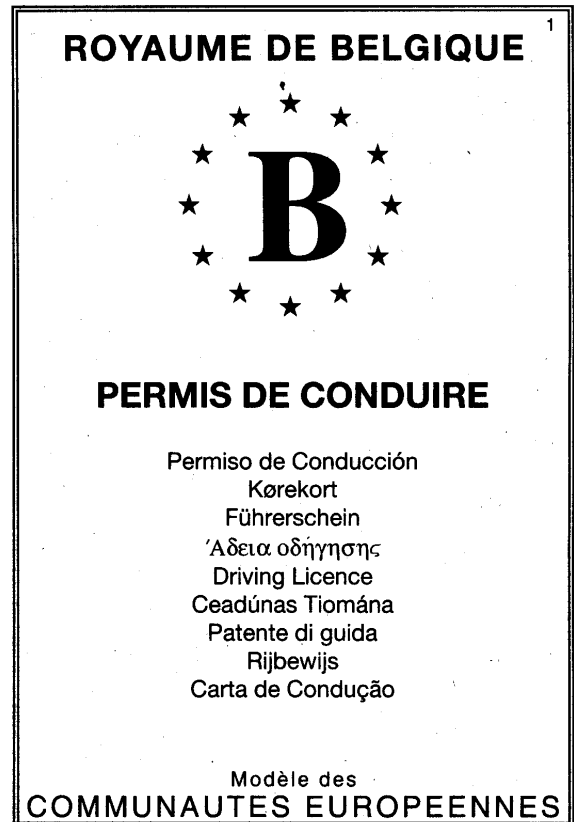 1
ROYAUME DE BELGIQUE
B
PERMIS DE CONDUIRE
Permiso de Conducción
Kørekort
Führerschein
Άδεια οδήγησης
Driving Licence
Ceadúnas Tiomána
Patente di guida
Rijbewijs
Carta de Condução
Modèle des
COMMUNAUTES EUROPEENNES